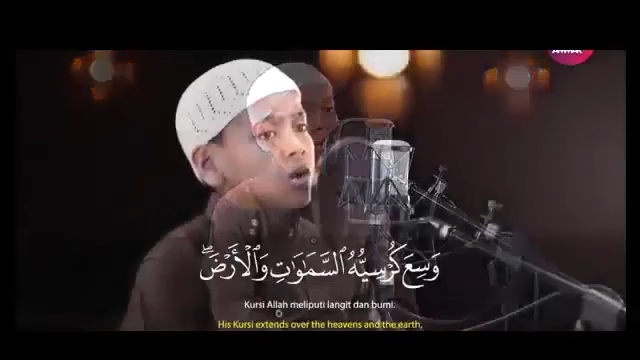 وَسِعَ كُرْسِيُّهُ ٱلسَّمَٰوَٰتِ وَٱلْأَرْضَ ۖ
Kursi Allah meliputi langit dan bumi.
His Kursi extends over the heavens and the earth.